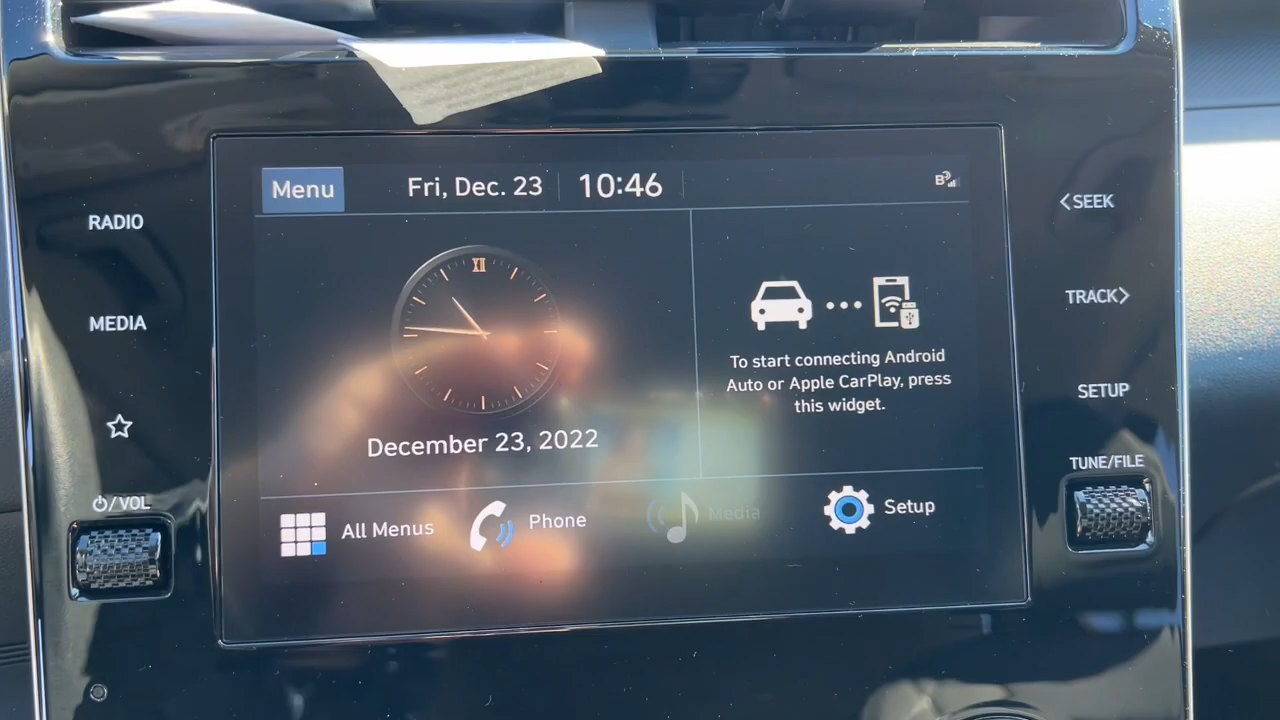 Menu
Fri, Dec. 23
10:46
B
RADIO
MEDIA
⏻/VOL
XII
December 23, 2022
To start connecting Android
Auto or Apple CarPlay, press
this widget.
All Menus
Phone
Media
Setup
<SEEK
TRACK>
SETUP
TUNE/FILE